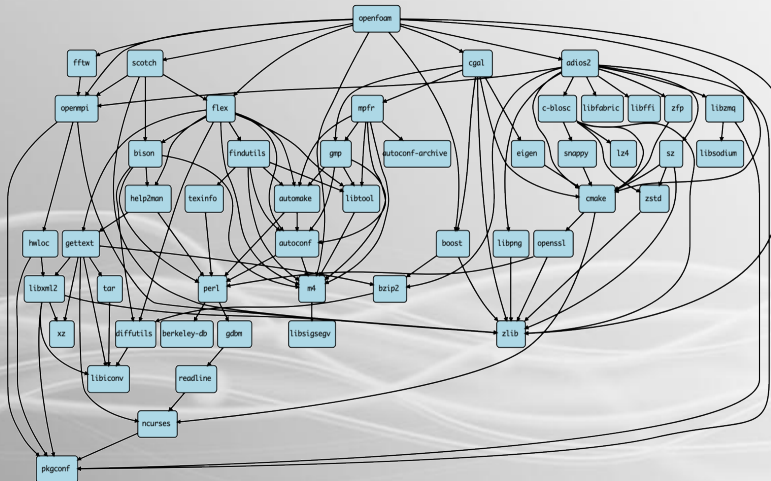 openfoam
fftw
scotch
cgal
adios2
openmpi
flex
mpfr
c-blosc
libfabric
libffi
zfp
libzmq
bison
findutils
gmp
autoconf-archive
eigen
snappy
lz4
sz
libsodium
help2man
texinfo
automake
libtool
cmake
zstd
hwloc
gettext
autoconf
boost
libpng
openssl
libxml2
tar
perl
m4
bzip2
xz
diffutils
berkeley-db
gdbm
libsigsegv
zlib
libiconv
readline
ncurses
pkgconf